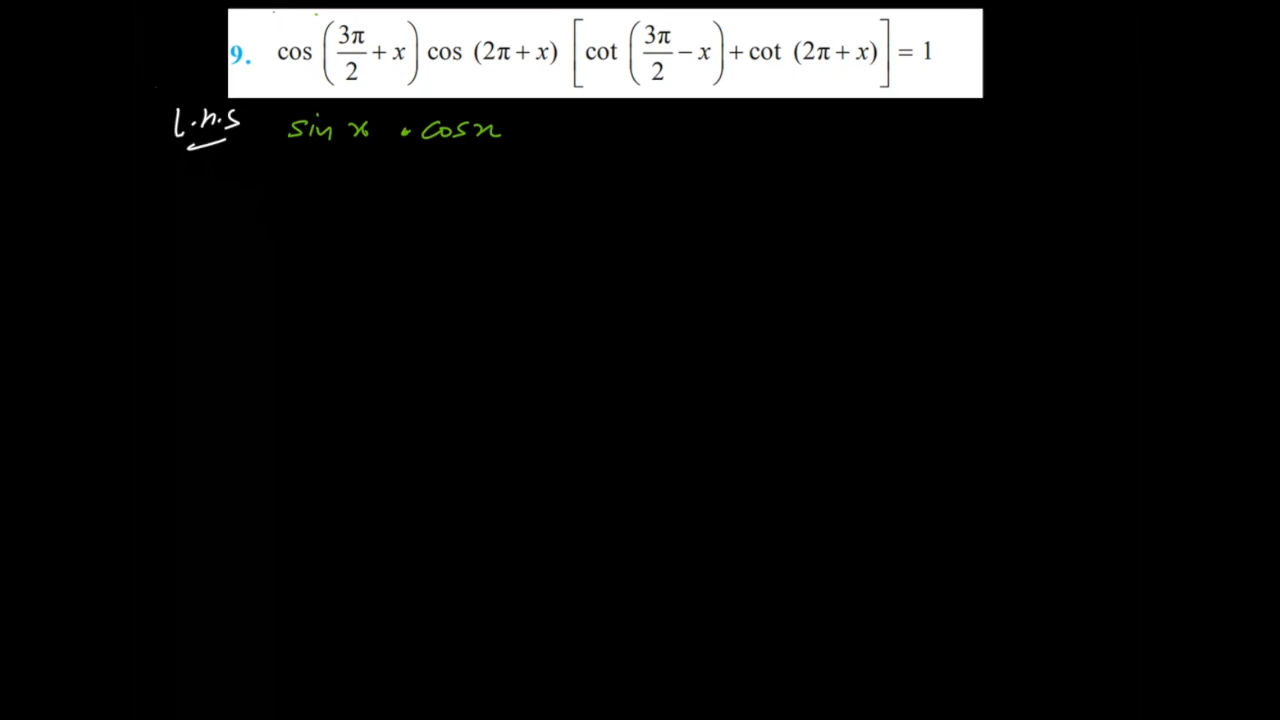 9. cos (3π/2 + x) cos (2π + x) [cot (3π/2 − x) + cot (2π + x)] = 1
L.h.s sin x . cos x